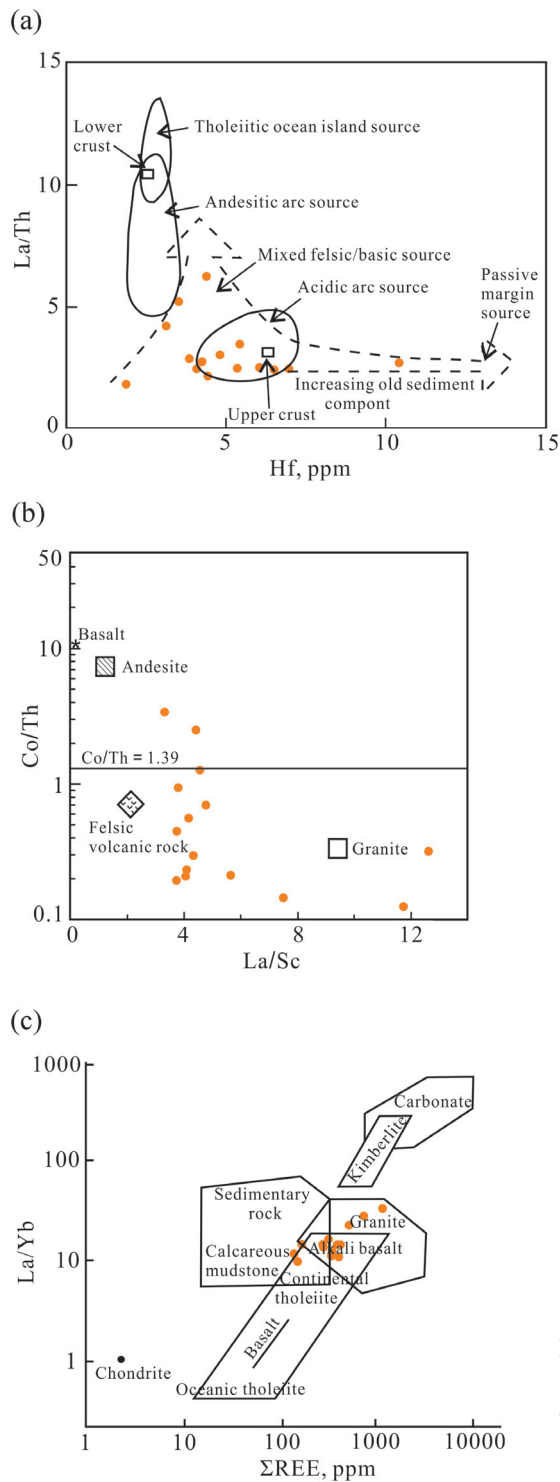 (a)
15
10
5
0
La/Th
Lower
crust
Tholeiitic ocean island source
Andesitic arc source
Mixed felsic/basic source
Acidic arc source
Passive
margin
source
Increasing old sediment
compont
Upper crust
0
5
10
15
Hf, ppm
(b)
50
10
1
0.1
Co/Th
Basalt
Andesite
Co/Th = 1.39
Felsic
volcanic rock
Granite
0
4
8
12
La/Sc
(c)
1000
100
10
1
La/Yb
Carbonate
Kimberlite
Sedimentary
rock
Granite
Calcareous
mudstone
Alkali basalt
Continental
tholeiite
Basalt
Chondrite
Oceanic tholeiite
1
10
100
1000
10000
ΣREE, ppm